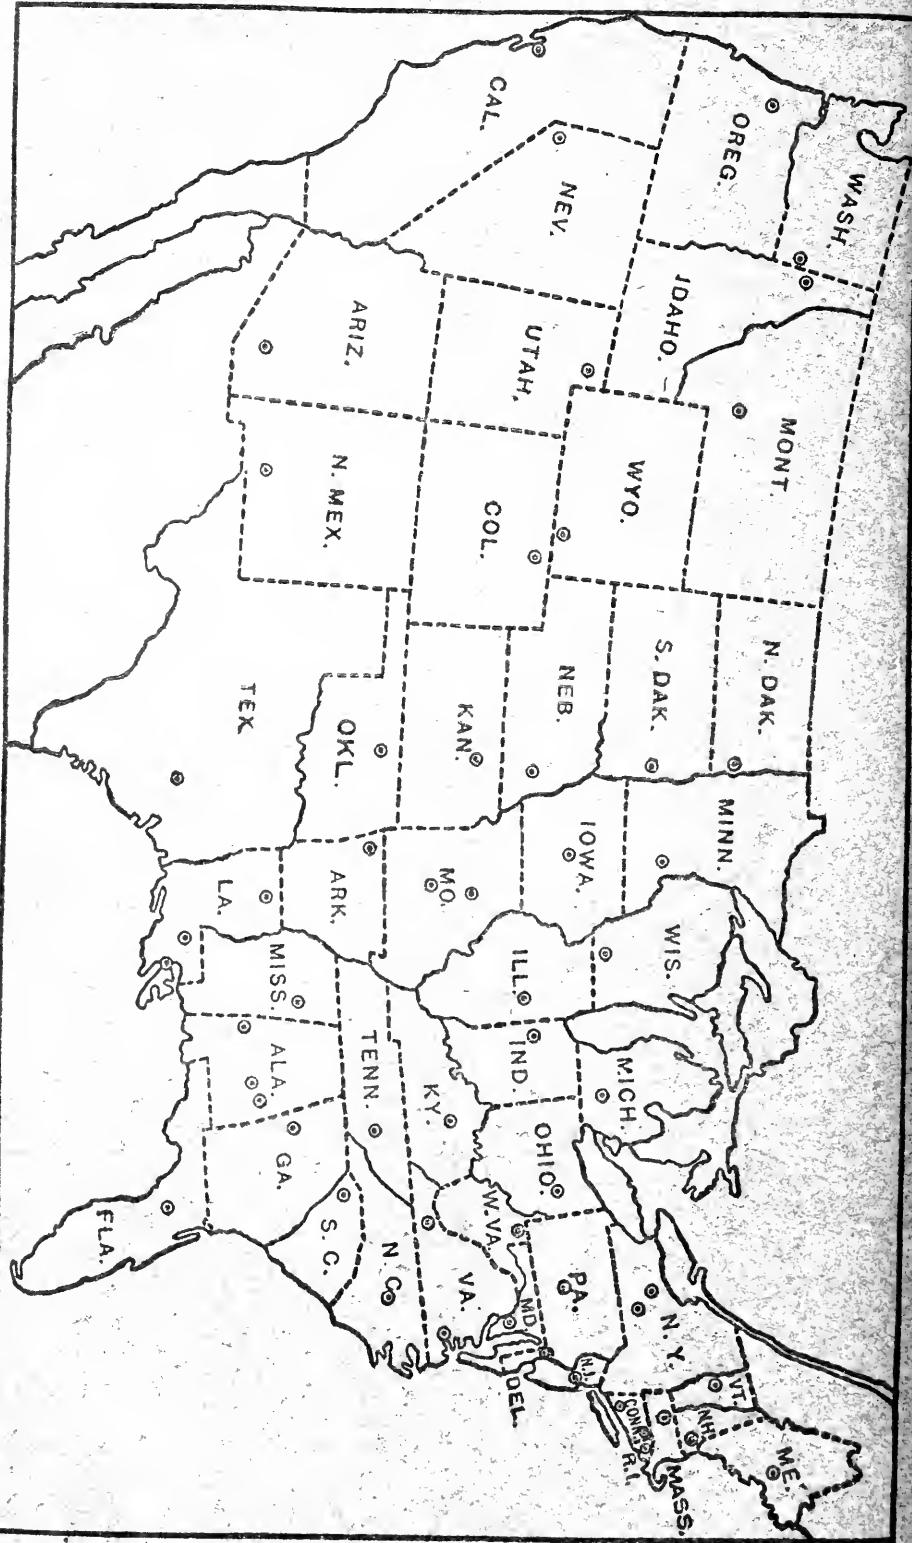 WASH.
OREG.
CAL.
NEV.
IDAHO.
MONT.
WYO.
UTAH.
COL.
ARIZ.
N. MEX.
N. DAK.
S. DAK.
NEB.
KAN.
OKL.
TEX.
MINN.
IOWA.
MO.
ARK.
LA.
WIS.
ILL.
MICH.
IND.
OHIO.
KY.
TENN.
MISS.
ALA.
GA.
FLA.
S. C.
N. C.
VA.
W. VA.
MD.
DEL.
PA.
N. J.
N. Y.
CONN.
R. I.
MASS.
VT.
N.H.
ME.